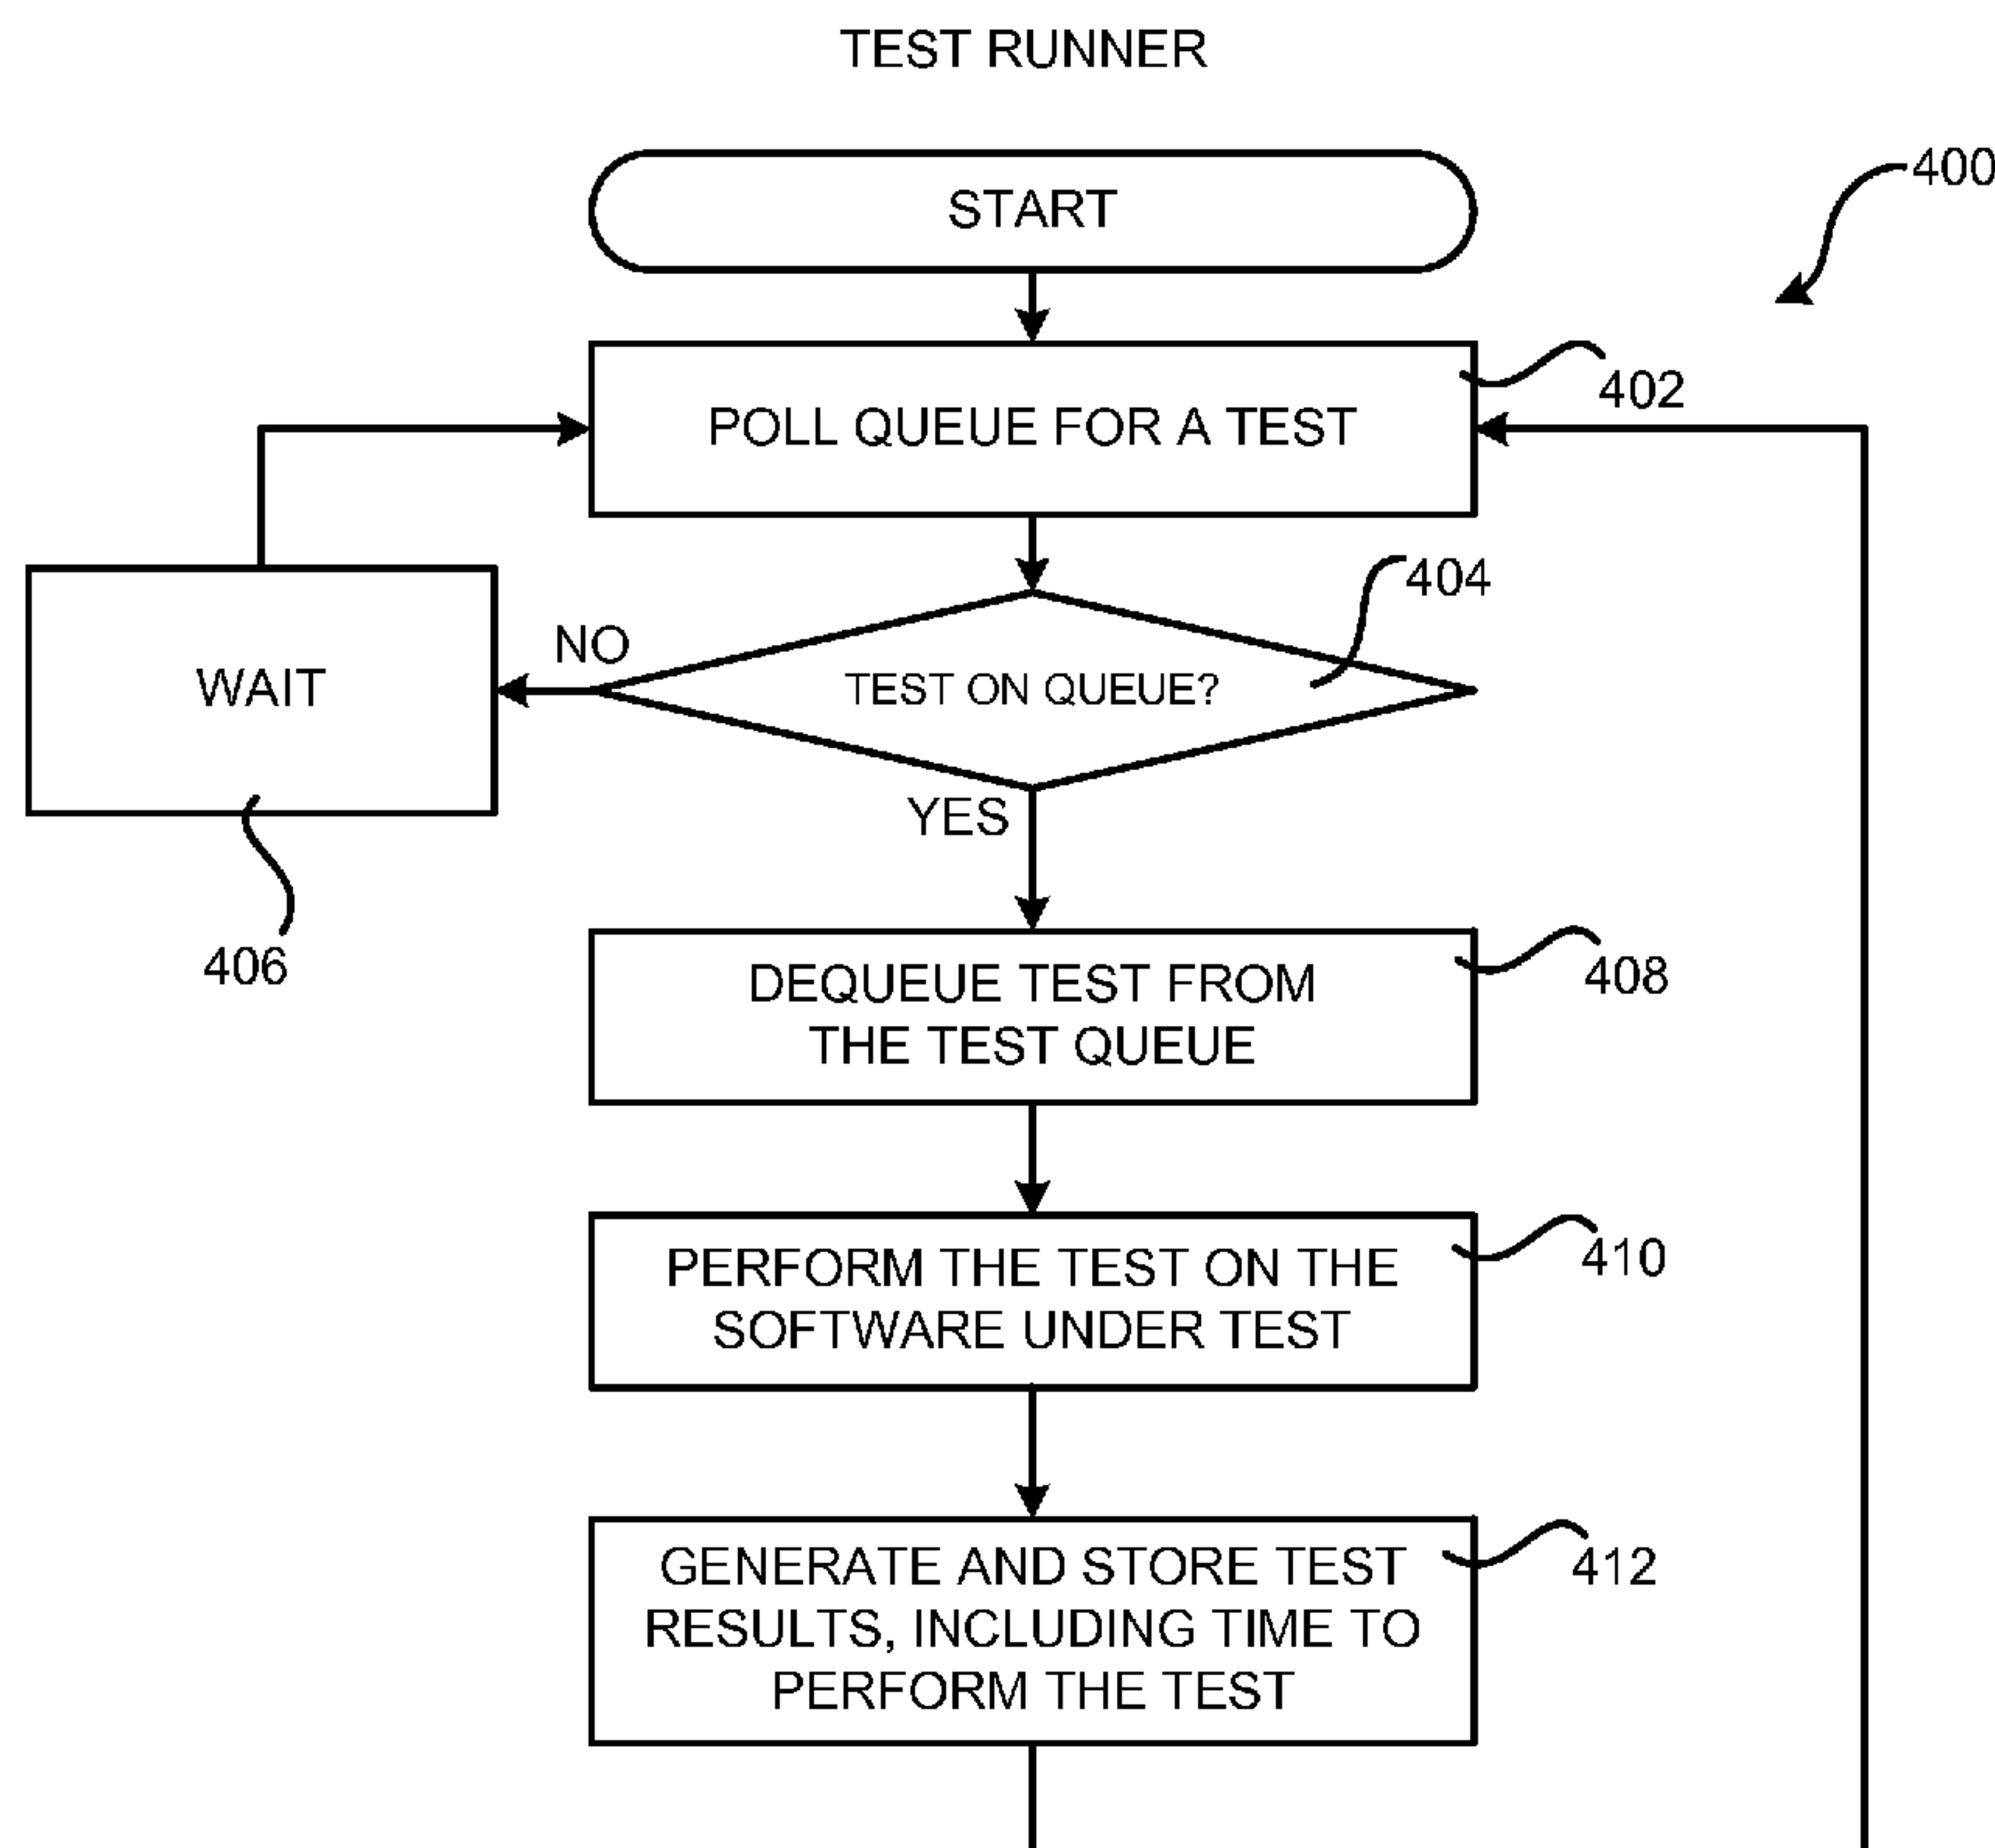 TEST RUNNER
START
400
402
POLL QUEUE FOR A TEST
404
NO
WAIT
TEST ON QUEUE?
YES
406
408
DEQUEUE TEST FROM
THE TEST QUEUE
410
PERFORM THE TEST ON THE
SOFTWARE UNDER TEST
412
GENERATE AND STORE TEST
RESULTS, INCLUDING TIME TO
PERFORM THE TEST